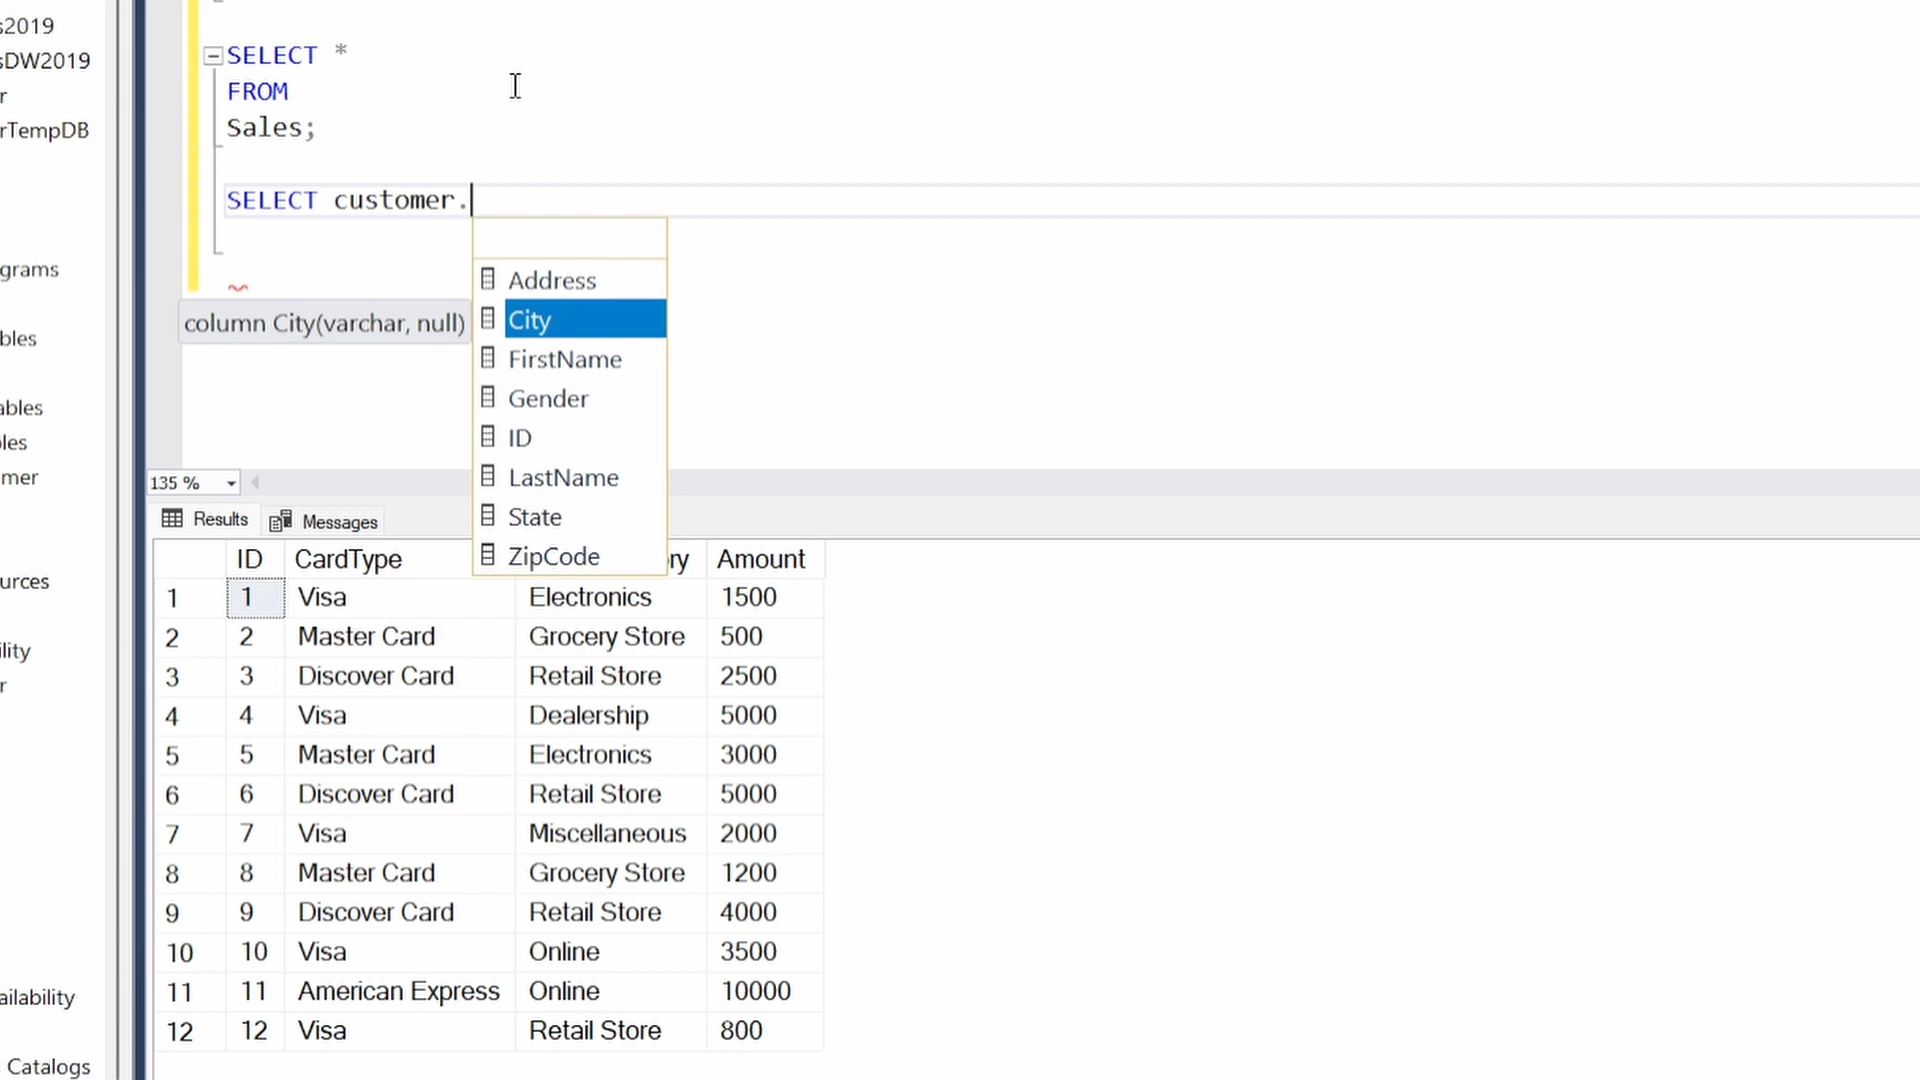 s2019
sDW2019
r
rTempDB
grams
bles
ables
les
mer
urces
ility
r
ailability
Catalogs
SELECT *
FROM
Sales;
SELECT customer.
Address
City
FirstName
Gender
ID
LastName
State
ZipCode
column City(varchar, null)
135 %
Results Messages
ID CardType ry Amount
1 1 Visa Electronics 1500
2 2 Master Card Grocery Store 500
3 3 Discover Card Retail Store 2500
4 4 Visa Dealership 5000
5 5 Master Card Electronics 3000
6 6 Discover Card Retail Store 5000
7 7 Visa Miscellaneous 2000
8 8 Master Card Grocery Store 1200
9 9 Discover Card Retail Store 4000
10 10 Visa Online 3500
11 11 American Express Online 10000
12 12 Visa Retail Store 800